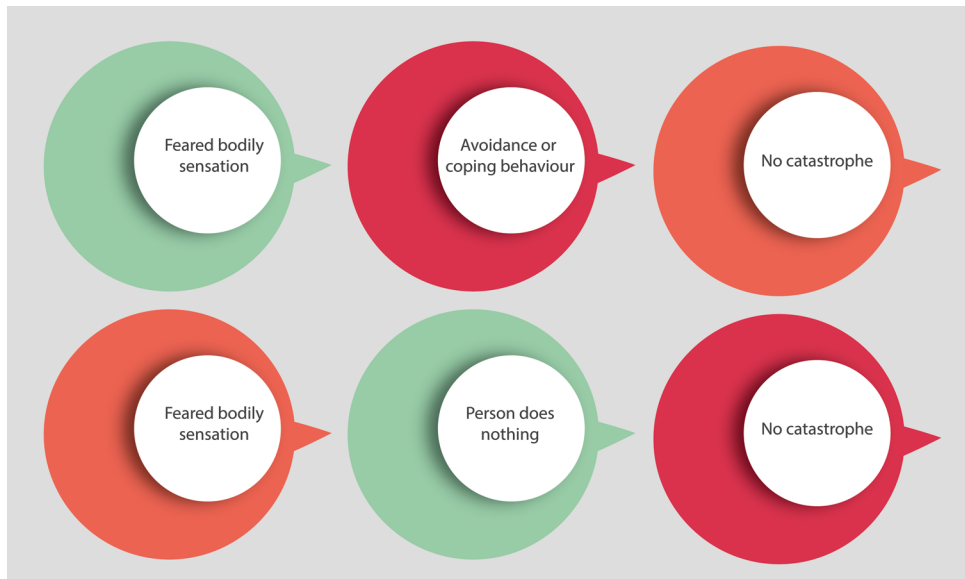 Feared bodily
sensation
Avoidance or
coping behaviour
No catastrophe
Feared bodily
sensation
Person does
nothing
No catastrophe